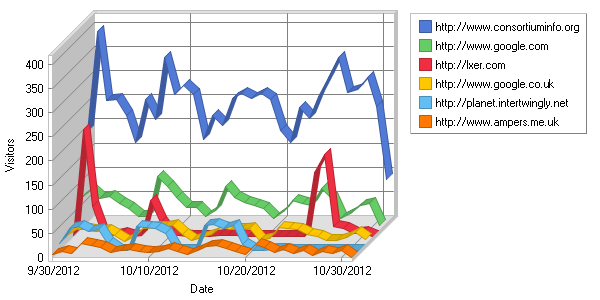 http://www.consortiuminfo.org
http://www.google.com
http://lxer.com
http://www.google.co.uk
http://planet.intertwingly.net
http://www.ampers.me.uk
Visitors
400
350
300
250
200
150
100
50
0
9/30/2012 10/10/2012 10/20/2012 10/30/2012
Date